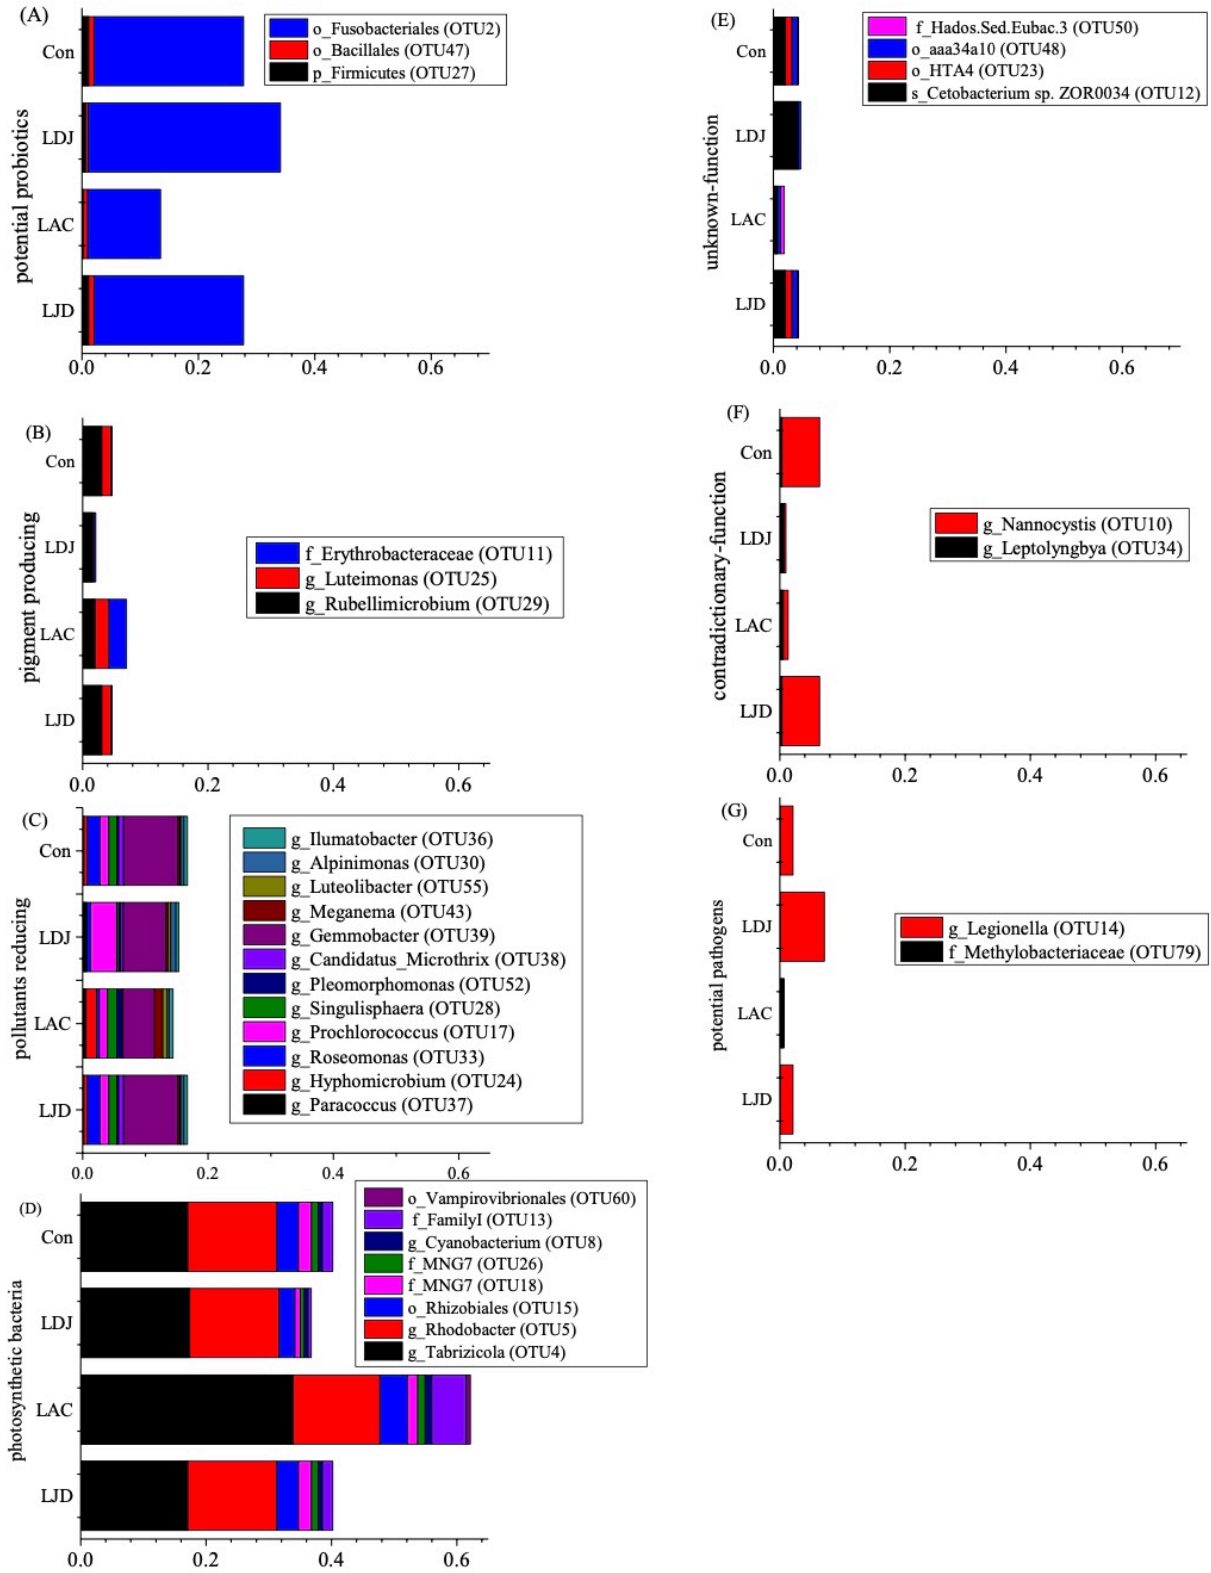 (A)
o_Fusobacteriales (OTU2)
o_Bacillales (OTU47)
p_Firmicutes (OTU27)
potential probiotics
Con
LDJ
LAC
LJD
0.0 0.2 0.4 0.6
(B)
f_Erythrobacteraceae (OTU11)
g_Luteimonas (OTU25)
g_Rubellimicrobium (OTU29)
pigment producing
Con
LDJ
LAC
LJD
0.0 0.2 0.4 0.6
(C)
g_Ilumatobacter (OTU36)
g_Alpinimonas (OTU30)
g_Luteolibacter (OTU55)
g_Meganema (OTU43)
g_Gemmobacter (OTU39)
g_Candidatus_Microthrix (OTU38)
g_Pleomorphomonas (OTU52)
g_Singulisphaera (OTU28)
g_Prochlorococcus (OTU17)
g_Roseomonas (OTU33)
g_Hyphomicrobium (OTU24)
g_Paracoccus (OTU37)
pollutants reducing
Con
LDJ
LAC
LJD
0.0 0.2 0.4 0.6
(D)
o_Vampirovibrionales (OTU60)
f_FamilyI (OTU13)
g_Cyanobacterium (OTU8)
f_MNG7 (OTU26)
f_MNG7 (OTU18)
o_Rhizobiales (OTU15)
g_Rhodobacter (OTU5)
g_Tabrizicola (OTU4)
photosynthetic bacteria
Con
LDJ
LAC
LJD
0.0 0.2 0.4 0.6
(E)
f_Hados.Sed.Eubac.3 (OTU50)
o_aaa34a10 (OTU48)
o_HTA4 (OTU23)
s_Cetobacterium sp. ZOR0034 (OTU12)
unknown-function
Con
LDJ
LAC
LJD
0.0 0.2 0.4 0.6
(F)
g_Nannocystis (OTU10)
g_Leptolyngbya (OTU34)
contradictionary-function
Con
LDJ
LAC
LJD
0.0 0.2 0.4 0.6
(G)
g_Legionella (OTU14)
f_Methylobacteriaceae (OTU79)
potential pathogens
Con
LDJ
LAC
LJD
0.0 0.2 0.4 0.6